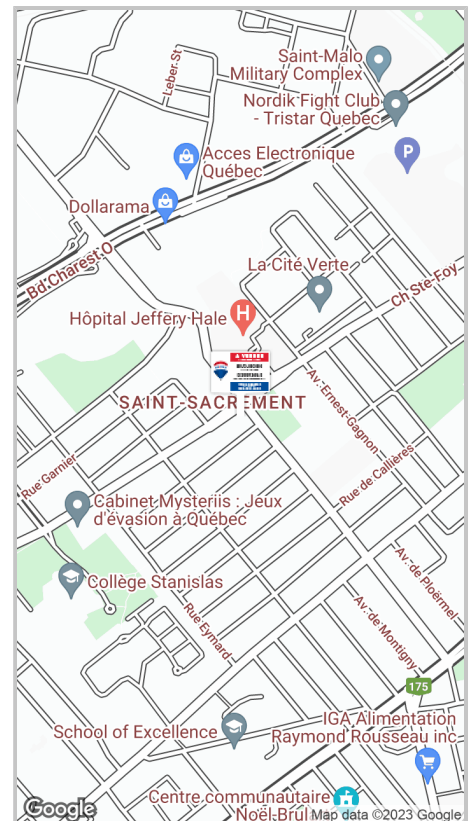 Saint-Malo
Military Complex
Leber St
Nordik Fight Club
- Tristar Quebec
P
Acces Electronique
Québec
Dollarama
Bd Charest O
La Cité Verte
Ch Ste Foy
Hôpital Jeffery Hale
H
À VENDRE
SAINT-SACREMENT
Av. Ernest-Gagnon
Rue Garnier
Rue de Callières
Cabinet Mysteriis : Jeux
d'évasion à Québec
Av. de Ploërmel
Collège Stanislas
Av. de Montigny
Rue Eymard
175
School of Excellence
IGA Alimentation
Raymond Rousseau inc
Centre communautaire
Noël-Brûl
Google
Map data ©2023 Google